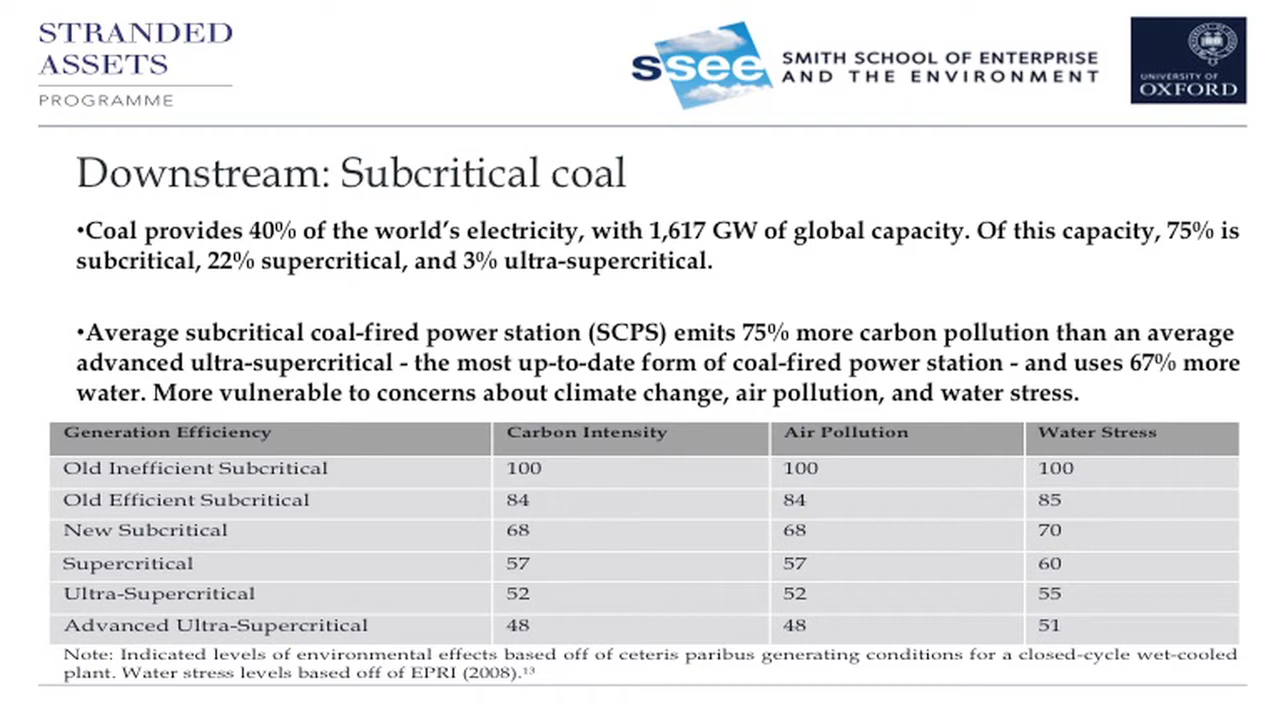 STRANDED
ASSETS
PROGRAMME
ssee
SMITH SCHOOL OF ENTERPRISE
AND THE ENVIRONMENT
UNIVERSITY OF
OXFORD
Downstream: Subcritical coal
•Coal provides 40% of the world’s electricity, with 1,617 GW of global capacity. Of this capacity, 75% is
subcritical, 22% supercritical, and 3% ultra-supercritical.
•Average subcritical coal-fired power station (SCPS) emits 75% more carbon pollution than an average
advanced ultra-supercritical - the most up-to-date form of coal-fired power station - and uses 67% more
water. More vulnerable to concerns about climate change, air pollution, and water stress.
Generation Efficiency Carbon Intensity Air Pollution Water Stress
Old Inefficient Subcritical 100 100 100
Old Efficient Subcritical 84 84 85
New Subcritical 68 68 70
Supercritical 57 57 60
Ultra-Supercritical 52 52 55
Advanced Ultra-Supercritical 48 48 51
Note: Indicated levels of environmental effects based off of ceteris paribus generating conditions for a closed-cycle wet-cooled
plant. Water stress levels based off of EPRI (2008).¹³